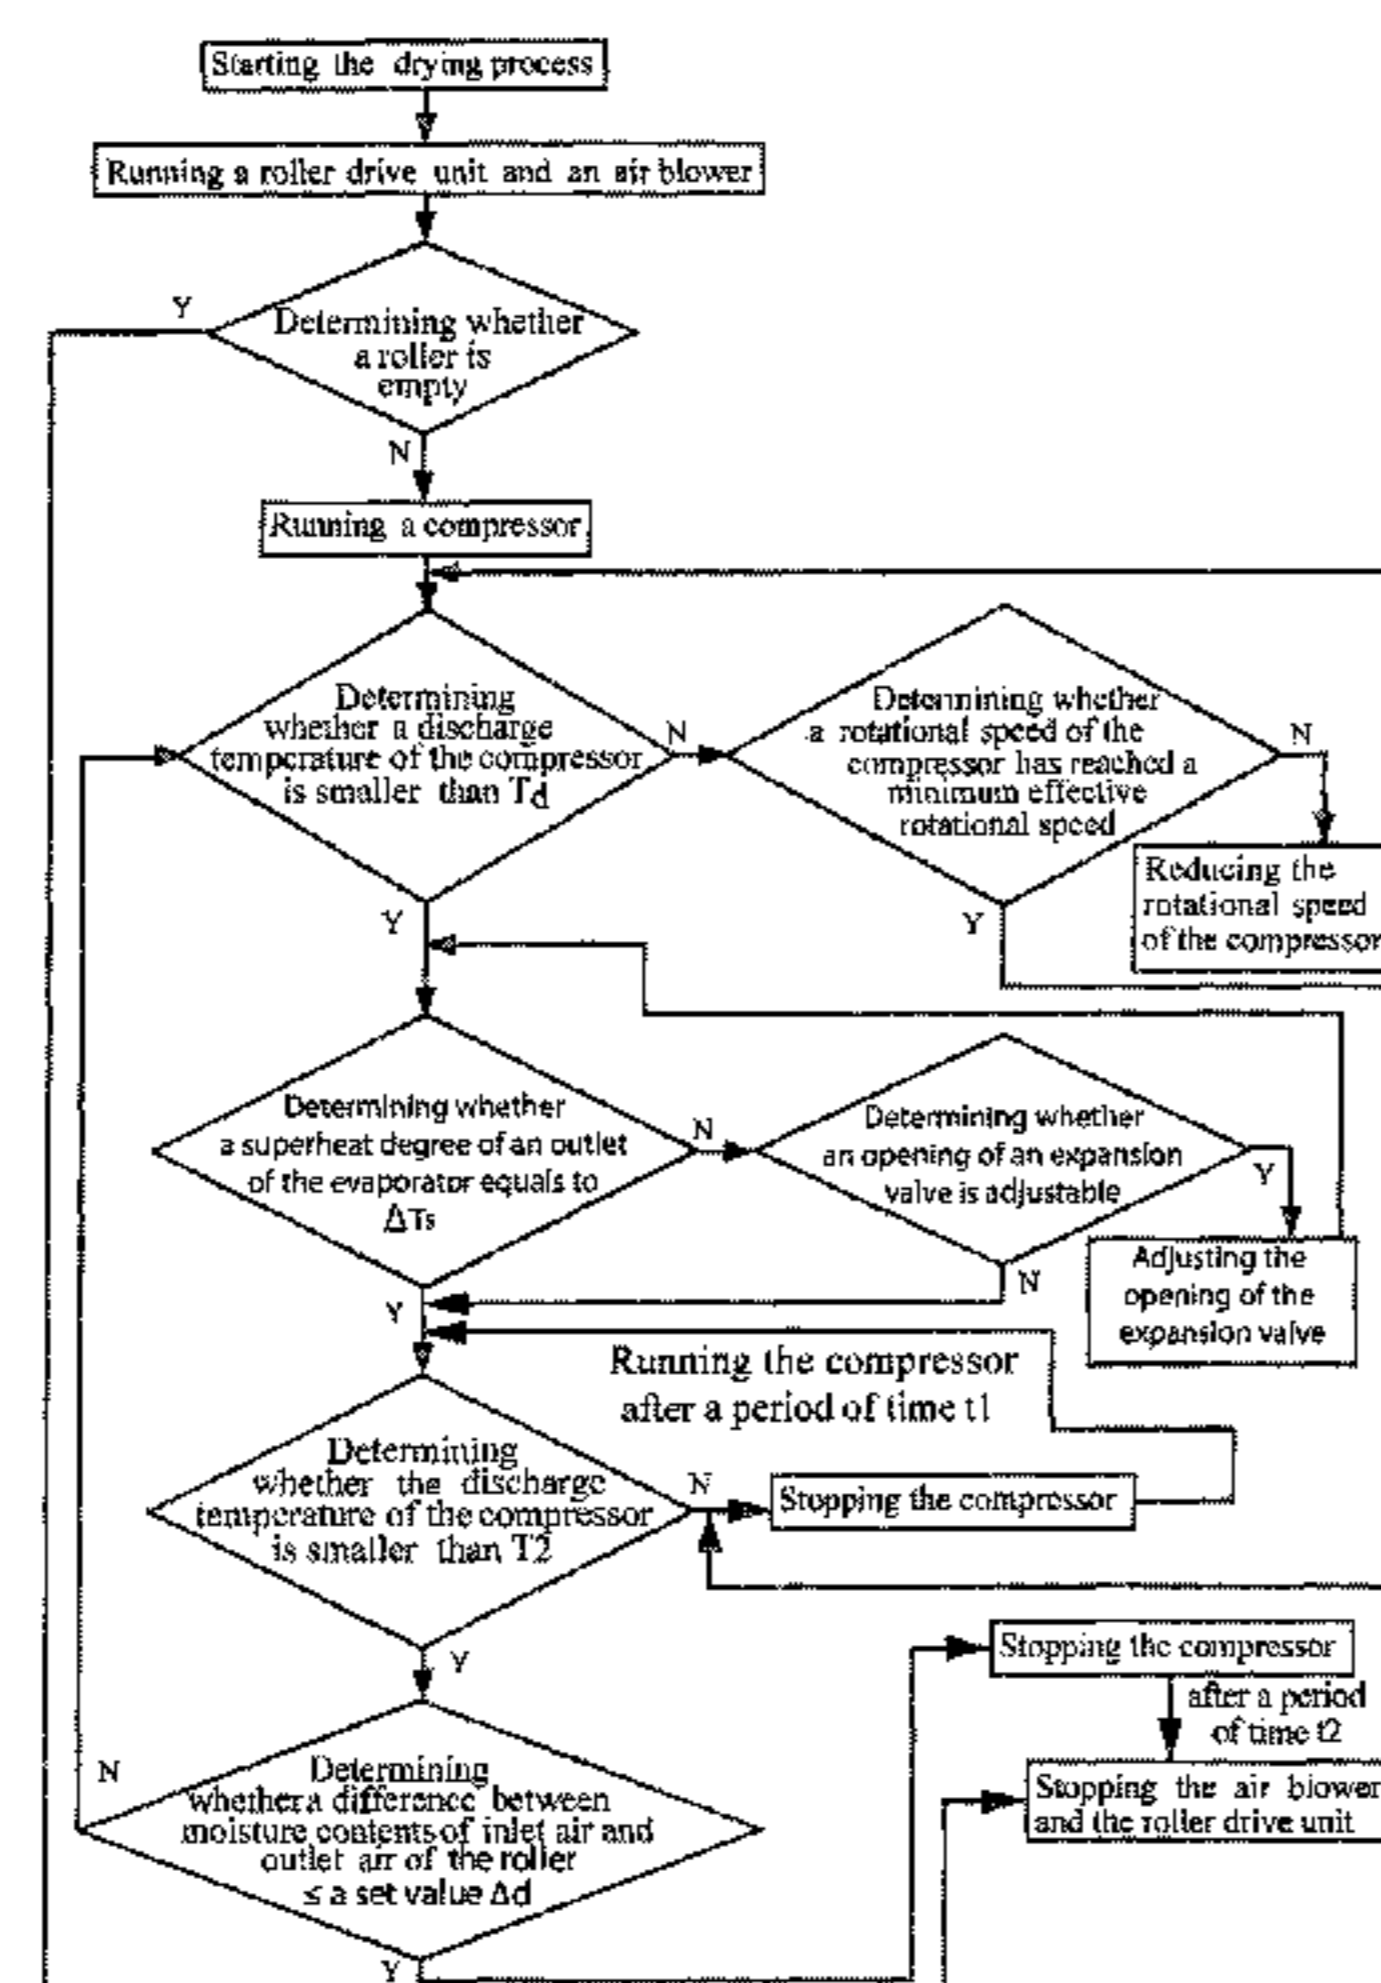 Starting the drying process
Running a roller drive unit and an air blower
Y
Determining whether
a roller is
empty
N
Running a compressor
Determining
whether a discharge
temperature of the compressor
is smaller than Td
N
Determining whether
a rotational speed of the
compressor has reached a
minimum effective
rotational speed
N
Reducing the
rotational speed
of the compressor
Y
Y
Determining whether
a superheat degree of an outlet
of the evaporator equals to
ΔTs
N
Determining whether
an opening of an expansion
valve is adjustable
Y
Adjusting the
opening of the
expansion valve
N
Y
Running the compressor
after a period of time t1
Determining
whether the discharge
temperature of the compressor
is smaller than T2
N
Stopping the compressor
Y
Stopping the compressor
after a period
of time t2
Stopping the air blower
and the roller drive unit
N
Determining
whether a difference between
moisture contents of inlet air and
outlet air of the roller
≤ a set value Δd
Y